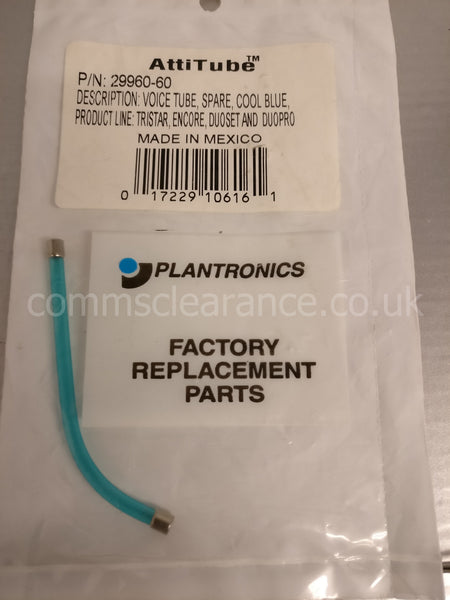 AttiTube™
P/N: 29960-60
DESCRIPTION: VOICE TUBE, SPARE, COOL BLUE,
PRODUCT LINE: TRISTAR, ENCORE, DUOSET AND DUOPRO
MADE IN MEXICO
0 17229 10616 1
PLANTRONICS
commsclearance.co.uk
FACTORY
REPLACEMENT
PARTS